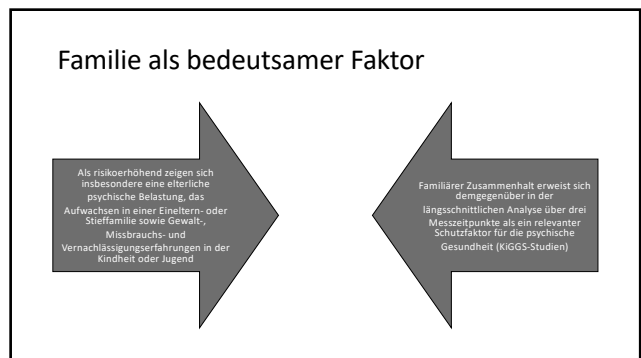 Familie als bedeutsamer Faktor
Als risikoerhöhend zeigen sich
insbesondere eine elterliche
psychische Belastung, das
Aufwachsen in einer Eineltern- oder
Stieffamilie sowie Gewalt-,
Missbrauchs- und
Vernachlässigungserfahrungen in der
Kindheit oder Jugend
Familiärer Zusammenhalt erweist sich
demgegenüber in der
längsschnittlichen Analyse über drei
Messzeitpunkte als ein relevanter
Schutzfaktor für die psychische
Gesundheit (KiGGS-Studien)